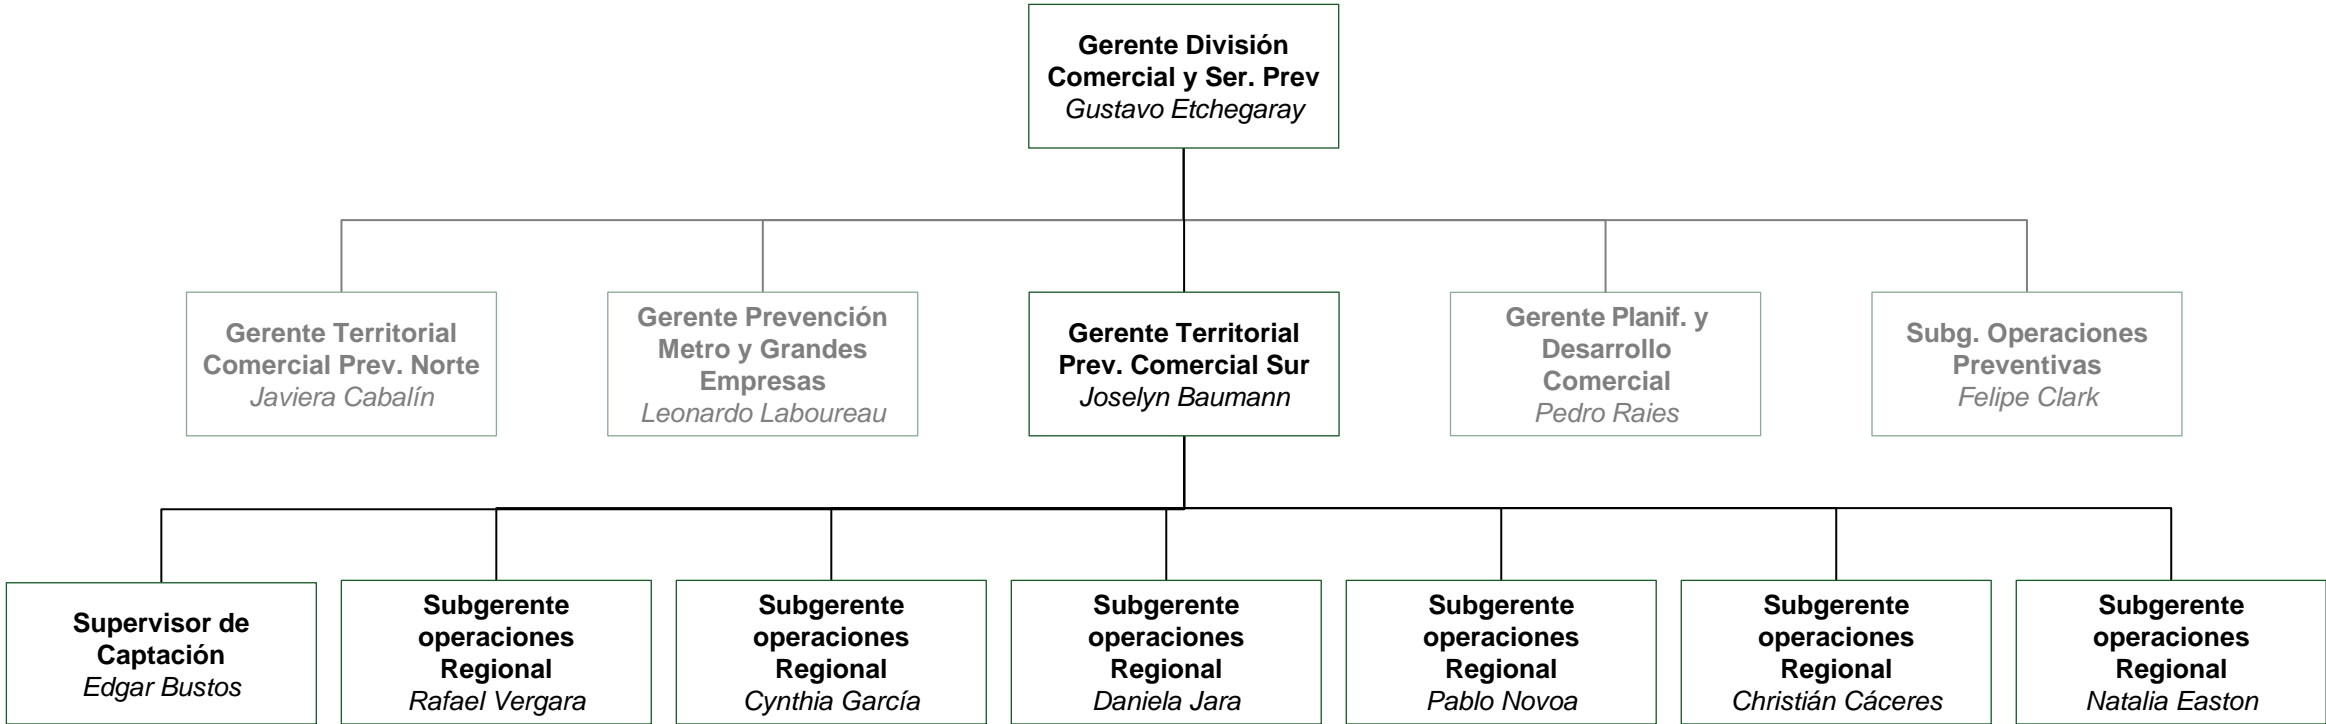 Gerente División
Comercial y Ser. Prev
Gustavo Etchegaray
Gerente Territorial
Comercial Prev. Norte
Javiera Cabalín
Gerente Prevención
Metro y Grandes
Empresas
Leonardo Laboureau
Gerente Territorial
Prev. Comercial Sur
Joselyn Baumann
Gerente Planif. y
Desarrollo
Comercial
Pedro Raies
Subg. Operaciones
Preventivas
Felipe Clark
Supervisor de
Captación
Edgar Bustos
Subgerente
operaciones
Regional
Rafael Vergara
Subgerente
operaciones
Regional
Cynthia García
Subgerente
operaciones
Regional
Daniela Jara
Subgerente
operaciones
Regional
Pablo Novoa
Subgerente
operaciones
Regional
Christián Cáceres
Subgerente
operaciones
Regional
Natalia Easton